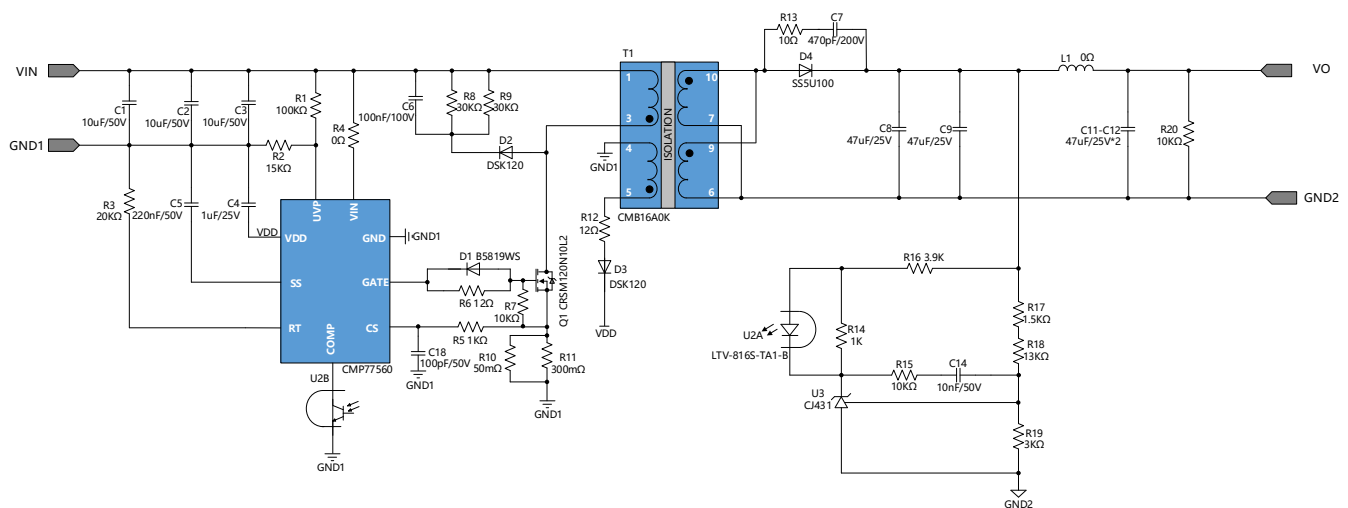 VIN
GND1
C1
10uF/50V
C2
10uF/50V
C3
10uF/50V
R1
100KΩ
R4
0Ω
C6
100nF/100V
R8
30KΩ
R9
30KΩ
D2
DSK120
R2
15KΩ
R3
20KΩ
C5
220nF/50V
C4
1uF/25V
VDD
UVP
VIN
VDD
GND
GND1
SS
GATE
RT
CS
COMP
CMP77560
U2B
GND1
D1 B5819WS
R6 12Ω
R7
10KΩ
Q1 CRSM120N10L2
R5 1KΩ
C18
100pF/50V
GND1
R10
50mΩ
R11
300mΩ
GND1
T1
1
3
4
5
10
7
9
6
ISOLATION
CMB16A0K
GND1
R12
12Ω
D3
DSK120
VDD
R13
10Ω
C7
470pF/200V
D4
SS5U100
C8
47uF/25V
C9
47uF/25V
L1 0Ω
C11-C12
47uF/25V*2
R20
10KΩ
VO
GND2
R16 3.9K
R17
1.5KΩ
R18
13KΩ
U2A
LTV-816S-TA1-B
R14
1K
R15
10KΩ
C14
10nF/50V
U3
CJ431
R19
3KΩ
GND2